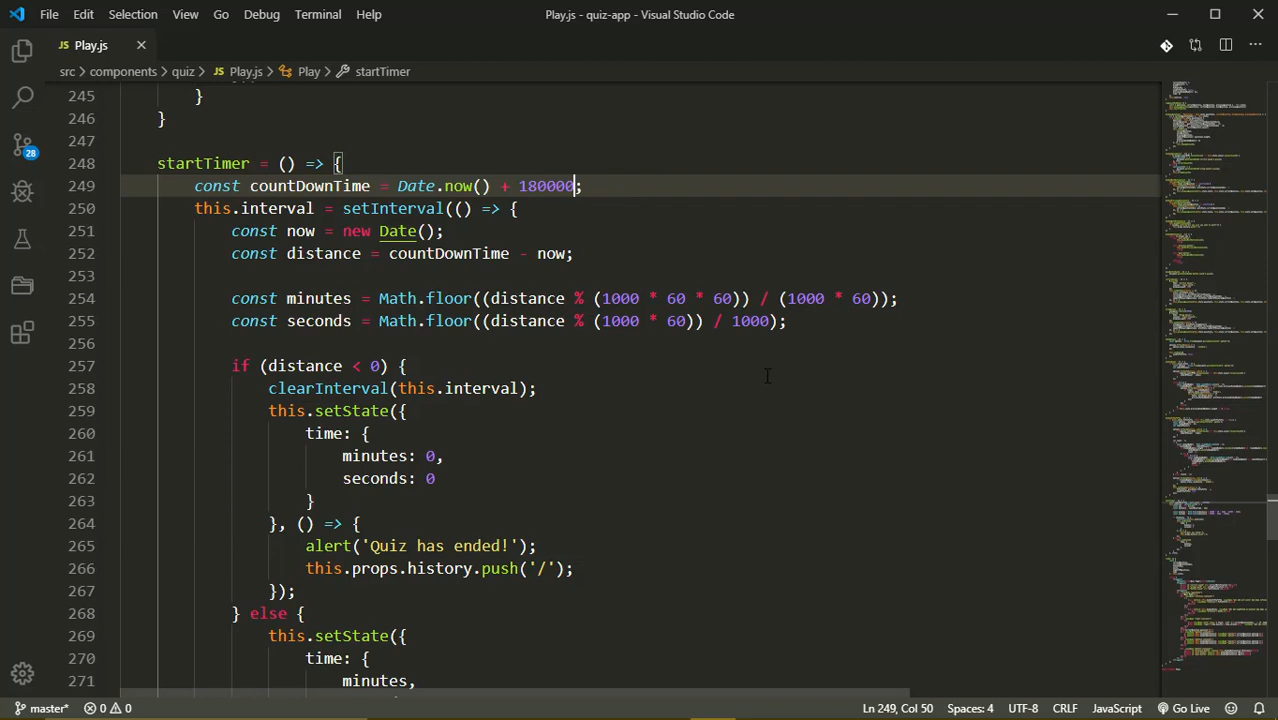 File Edit Selection View Go Debug Terminal Help Play.js - quiz-app - Visual Studio Code
JS Play.js
src > components > quiz > JS Play.js > Play > startTimer
245 }
246 }
247
248 startTimer = () => {
249 const countDownTime = Date.now() + 180000;
250 this.interval = setInterval(() => {
251 const now = new Date();
252 const distance = countDownTime - now;
253
254 const minutes = Math.floor((distance % (1000 * 60 * 60)) / (1000 * 60));
255 const seconds = Math.floor((distance % (1000 * 60)) / 1000);
256
257 if (distance < 0) {
258 clearInterval(this.interval);
259 this.setState({
260 time: {
261 minutes: 0,
262 seconds: 0
263 }
264 }, () => {
265 alert('Quiz has ended!');
266 this.props.history.push('/');
267 });
268 } else {
269 this.setState({
270 time: {
271 minutes,
28
master* 0 0 Ln 249, Col 50 Spaces: 4 UTF-8 CRLF JavaScript Go Live